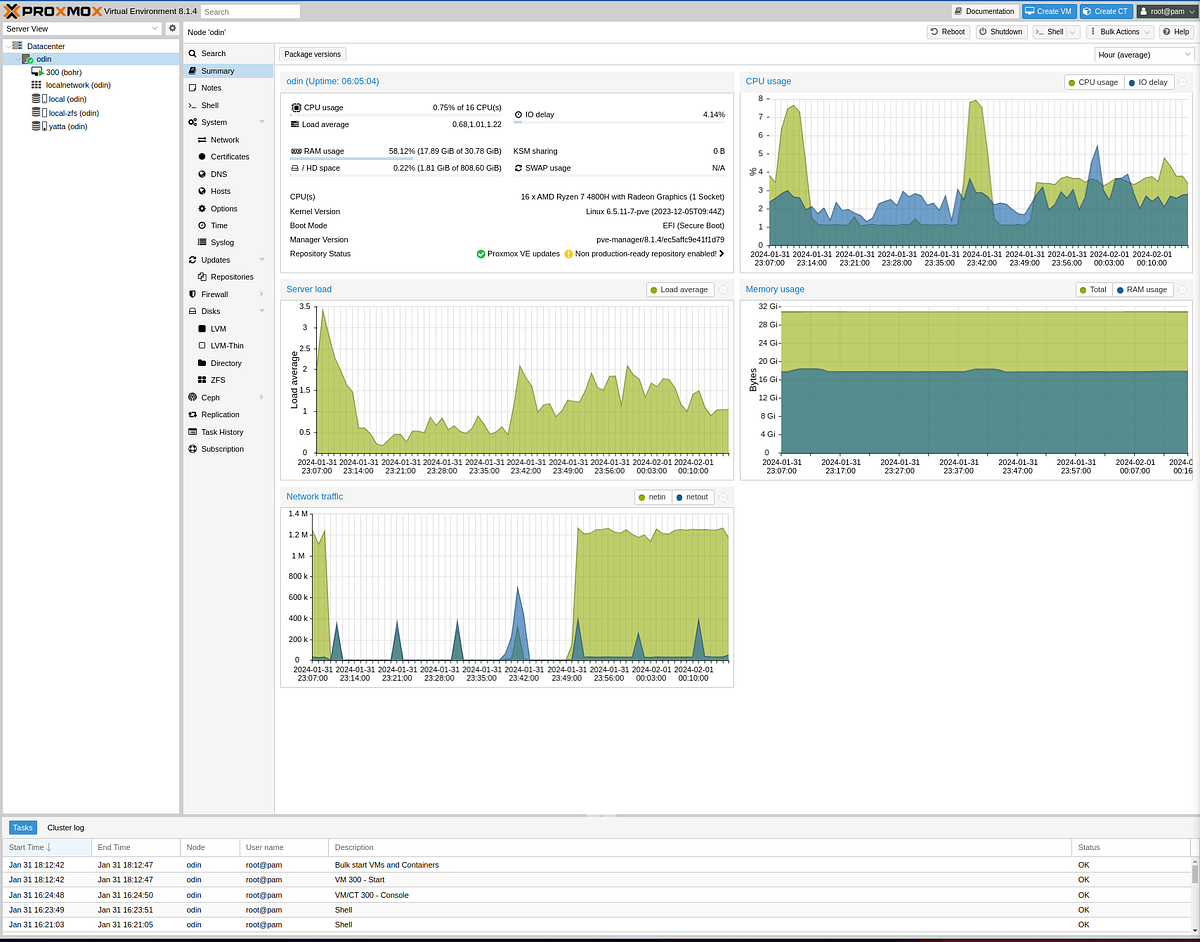 PROXMOX Virtual Environment 8.1.4 Search Documentation Create VM Create CT root@pam
Server View
Node 'odin' Reboot Shutdown Shell Bulk Actions Help
Datacenter
odin
300 (bohr)
localnetwork (odin)
local (odin)
local-zfs (odin)
yatta (odin)
Search
Summary
Notes
Shell
System
Network
Certificates
DNS
Hosts
Options
Time
Syslog
Updates
Repositories
Firewall
Disks
LVM
LVM-Thin
Directory
ZFS
Ceph
Replication
Task History
Subscription
Package versions Hour (average)
odin (Uptime: 06:05:04)
CPU usage 0.75% of 16 CPU(s)
IO delay 4.14%
Load average 0.68,1.01,1.22
RAM usage 58.12% (17.89 GiB of 30.78 GiB)
KSM sharing 0 B
/ HD space 0.22% (1.81 GiB of 808.60 GiB)
SWAP usage N/A
CPU(s) 16 x AMD Ryzen 7 4800H with Radeon Graphics (1 Socket)
Kernel Version Linux 6.5.11-7-pve (2023-12-05T09:44Z)
Boot Mode EFI (Secure Boot)
Manager Version pve-manager/8.1.4/ec5affc9e41f1d79
Repository Status Proxmox VE updates Non production-ready repository enabled!
CPU usage CPU usage IO delay
8
7
6
5
4
3
2
1
0
%
2024-01-31 2024-01-31 2024-01-31 2024-01-31 2024-01-31 2024-01-31 2024-01-31 2024-01-31 2024-02-01 2024-02-01
23:07:00 23:14:00 23:21:00 23:28:00 23:35:00 23:42:00 23:49:00 23:56:00 00:03:00 00:10:00
Server load Load average
3.5
3
2.5
2
1.5
1
0.5
0
Load average
2024-01-31 2024-01-31 2024-01-31 2024-01-31 2024-01-31 2024-01-31 2024-01-31 2024-01-31 2024-02-01 2024-02-01
23:07:00 23:14:00 23:21:00 23:28:00 23:35:00 23:42:00 23:49:00 23:56:00 00:03:00 00:10:00
Memory usage Total RAM usage
32 Gi
28 Gi
24 Gi
20 Gi
16 Gi
12 Gi
8 Gi
4 Gi
0
Bytes
2024-01-31 2024-01-31 2024-01-31 2024-01-31 2024-01-31 2024-01-31 2024-02-01 2024-0
23:07:00 23:17:00 23:27:00 23:37:00 23:47:00 23:57:00 00:07:00 00:16
Network traffic netin netout
1.4 M
1.2 M
1 M
800 k
600 k
400 k
200 k
0
2024-01-31 2024-01-31 2024-01-31 2024-01-31 2024-01-31 2024-01-31 2024-01-31 2024-01-31 2024-02-01 2024-02-01
23:07:00 23:14:00 23:21:00 23:28:00 23:35:00 23:42:00 23:49:00 23:56:00 00:03:00 00:10:00
Tasks Cluster log
Start Time End Time Node User name Description Status
Jan 31 18:12:42 Jan 31 18:12:47 odin root@pam Bulk start VMs and Containers OK
Jan 31 18:12:42 Jan 31 18:12:47 odin root@pam VM 300 - Start OK
Jan 31 16:24:48 Jan 31 16:24:50 odin root@pam VM/CT 300 - Console OK
Jan 31 16:23:49 Jan 31 16:23:51 odin root@pam Shell OK
Jan 31 16:21:03 Jan 31 16:21:05 odin root@pam Shell OK